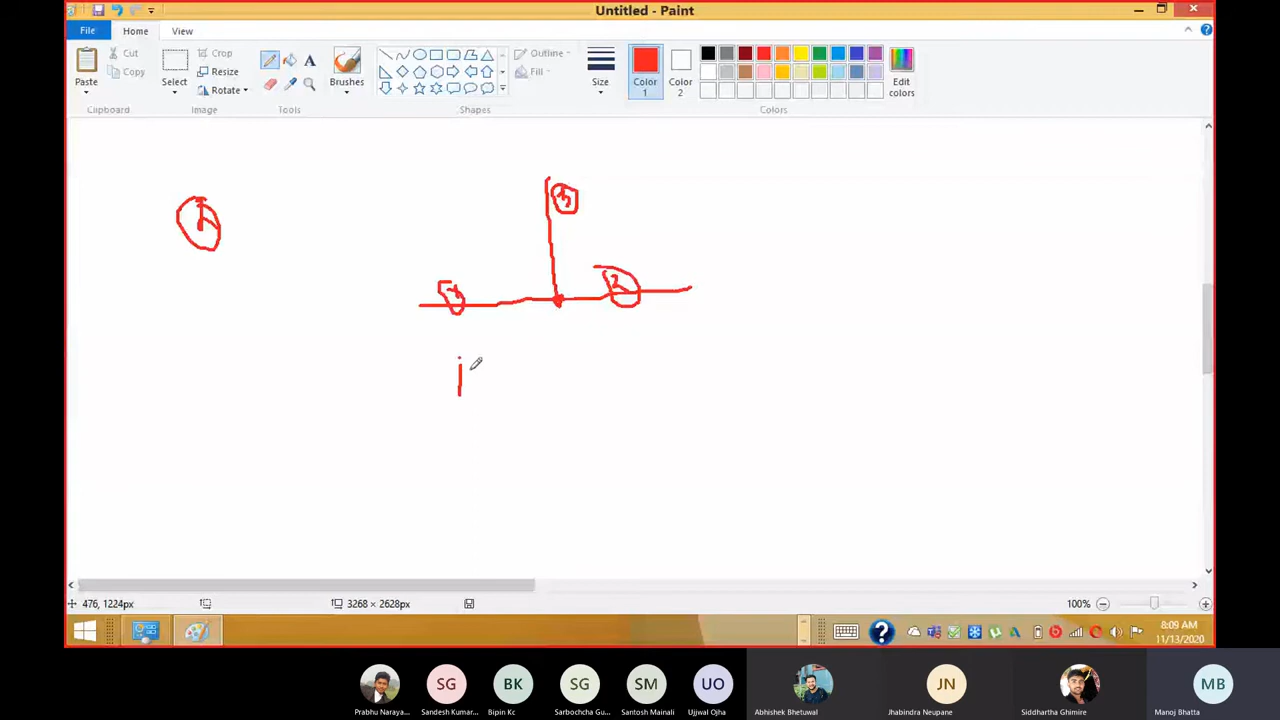 Untitled - Paint
File Home View
Cut
Copy
Paste
Clipboard
Crop
Resize
Rotate
Select
Image
A
Tools
Brushes
Outline
Fill
Shapes
Size
Color 1
Color 2
Edit colors
Colors
3
2
476, 1224px
3268 × 2628px
100%
8:09 AM
11/13/2020
SG
BK
SG
SM
UO
JN
MB
Prabhu Naraya...
Sandesh Kumar...
Bipin Kc
Sarbochcha Gu...
Santosh Mainali
Ujjwal Ojha
Abhishek Bhetuwal
Jhabindra Neupane
Siddhartha Ghimire
Manoj Bhatta